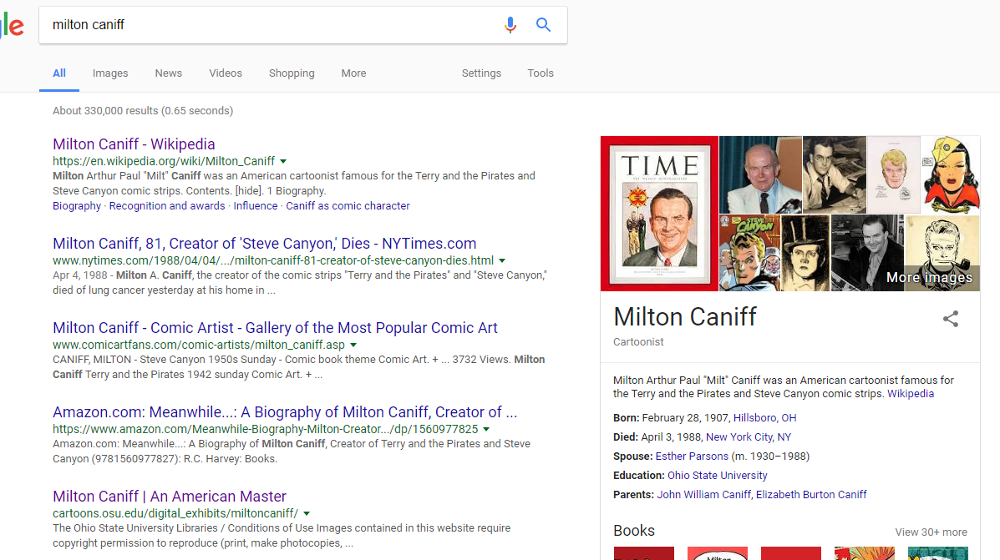 le
milton caniff
All Images News Videos Shopping More Settings Tools
About 330,000 results (0.65 seconds)
Milton Caniff - Wikipedia
https://en.wikipedia.org/wiki/Milton_Caniff
Milton Arthur Paul "Milt" Caniff was an American cartoonist famous for the Terry and the Pirates and
Steve Canyon comic strips. Contents. [hide]. 1 Biography.
Biography · Recognition and awards · Influence · Caniff as comic character
Milton Caniff, 81, Creator of 'Steve Canyon,' Dies - NYTimes.com
www.nytimes.com/1988/04/04/.../milton-caniff-81-creator-of-steve-canyon-dies.html
Apr 4, 1988 - Milton A. Caniff, the creator of the comic strips "Terry and the Pirates" and "Steve Canyon,"
died of lung cancer yesterday at his home in ...
Milton Caniff - Comic Artist - Gallery of the Most Popular Comic Art
www.comicartfans.com/comic-artists/milton_caniff.asp
CANIFF, MILTON - Steve Canyon 1950s Sunday - Comic book theme Comic Art. + ... 3732 Views. Milton
Caniff Terry and the Pirates 1942 sunday Comic Art. + ...
Amazon.com: Meanwhile...: A Biography of Milton Caniff, Creator of ...
https://www.amazon.com/Meanwhile-Biography-Milton-Creator.../dp/1560977825
Amazon.com: Meanwhile...: A Biography of Milton Caniff, Creator of Terry and the Pirates and Steve
Canyon (9781560977827): R.C. Harvey: Books.
Milton Caniff | An American Master
cartoons.osu.edu/digital_exhibits/miltoncaniff/
The Ohio State University Libraries / Conditions of Use Images contained in this website require
copyright permission to reproduce (print, make photocopies, ...
TIME
THE WEEKLY NEWSMAGAZINE
STEVE
CANYON
More images
Milton Caniff
Cartoonist
Milton Arthur Paul "Milt" Caniff was an American cartoonist famous for
the Terry and the Pirates and Steve Canyon comic strips. Wikipedia
Born: February 28, 1907, Hillsboro, OH
Died: April 3, 1988, New York City, NY
Spouse: Esther Parsons (m. 1930–1988)
Education: Ohio State University
Parents: John William Caniff, Elizabeth Burton Caniff
Books
View 30+ more
Milton